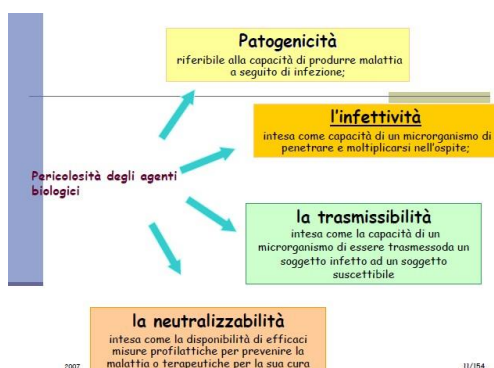 Patogenicità
riferibile alla capacità di produrre malattia
a seguito di infezione;
l'infettività
intesa come capacità di un microrganismo di
penetrare e moltiplicarsi nell'ospite;
Pericolosità degli agenti
biologici
la trasmissibilità
intesa come la capacità di un
microrganismo di essere trasmessoda un
soggetto infetto ad un soggetto
suscettibile
la neutralizzabilità
intesa come la disponibilità di efficaci
misure profilattiche per prevenire la
malattia o terapeutiche per la sua cura
2007
11/154